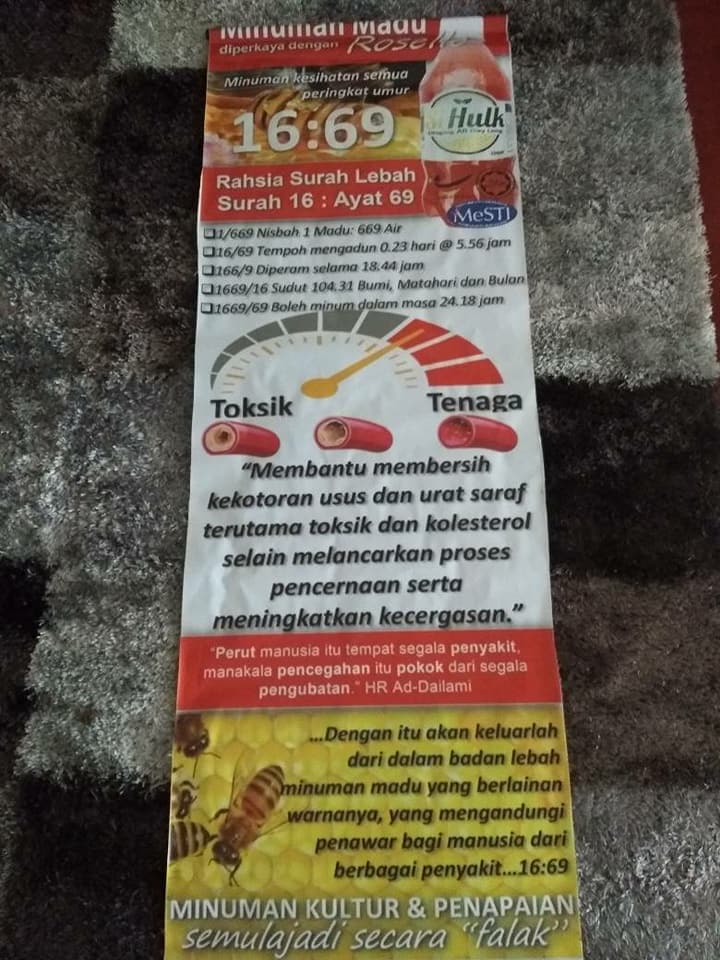 Minuman Madu
diperkaya dengan Roselle
Minuman kesihatan semua
peringkat umur
16:69
Hulk
Rahsia Surah Lebah
Surah 16 : Ayat 69
MeSTI
1/669 Nisbah 1 Madu: 669 Air
16/69 Tempoh mengadun 0.23 hari @ 5.56 jam
166/9 Diperam selama 18.44 jam
1669/16 Sudut 104.31 Bumi, Matahari dan Bulan
1669/69 Boleh minum dalam masa 24.18 jam
Toksik
Tenaga
“Membantu membersih
kekotoran usus dan urat saraf
terutama toksik dan kolesterol
selain melancarkan proses
pencernaan serta
meningkatkan kecergasan.”
“Perut manusia itu tempat segala penyakit,
manakala pencegahan itu pokok dari segala
pengubatan.” HR Ad-Dailami
...Dengan itu akan keluarlah
dari dalam badan lebah
minuman madu yang berlainan
warnanya, yang mengandungi
penawar bagi manusia dari
berbagai penyakit...16:69
MINUMAN KULTUR & PENAPAIAN
semulajadi secara “falak”